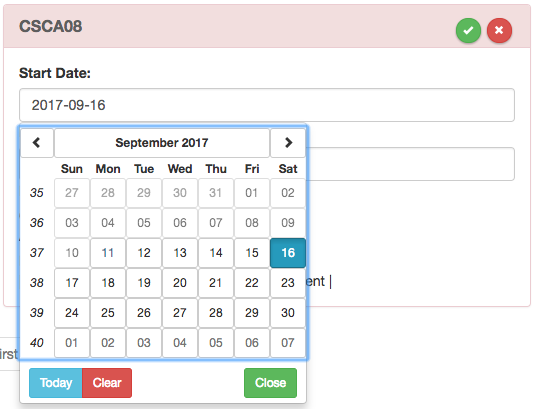 CSCA08
Start Date:
2017-09-16
September 2017
Sun Mon Tue Wed Thu Fri Sat
35 27 28 29 30 31 01 02
36 03 04 05 06 07 08 09
37 10 11 12 13 14 15 16
38 17 18 19 20 21 22 23
ent |
39 24 25 26 27 28 29 30
40 01 02 03 04 05 06 07
irst
Today Clear Close